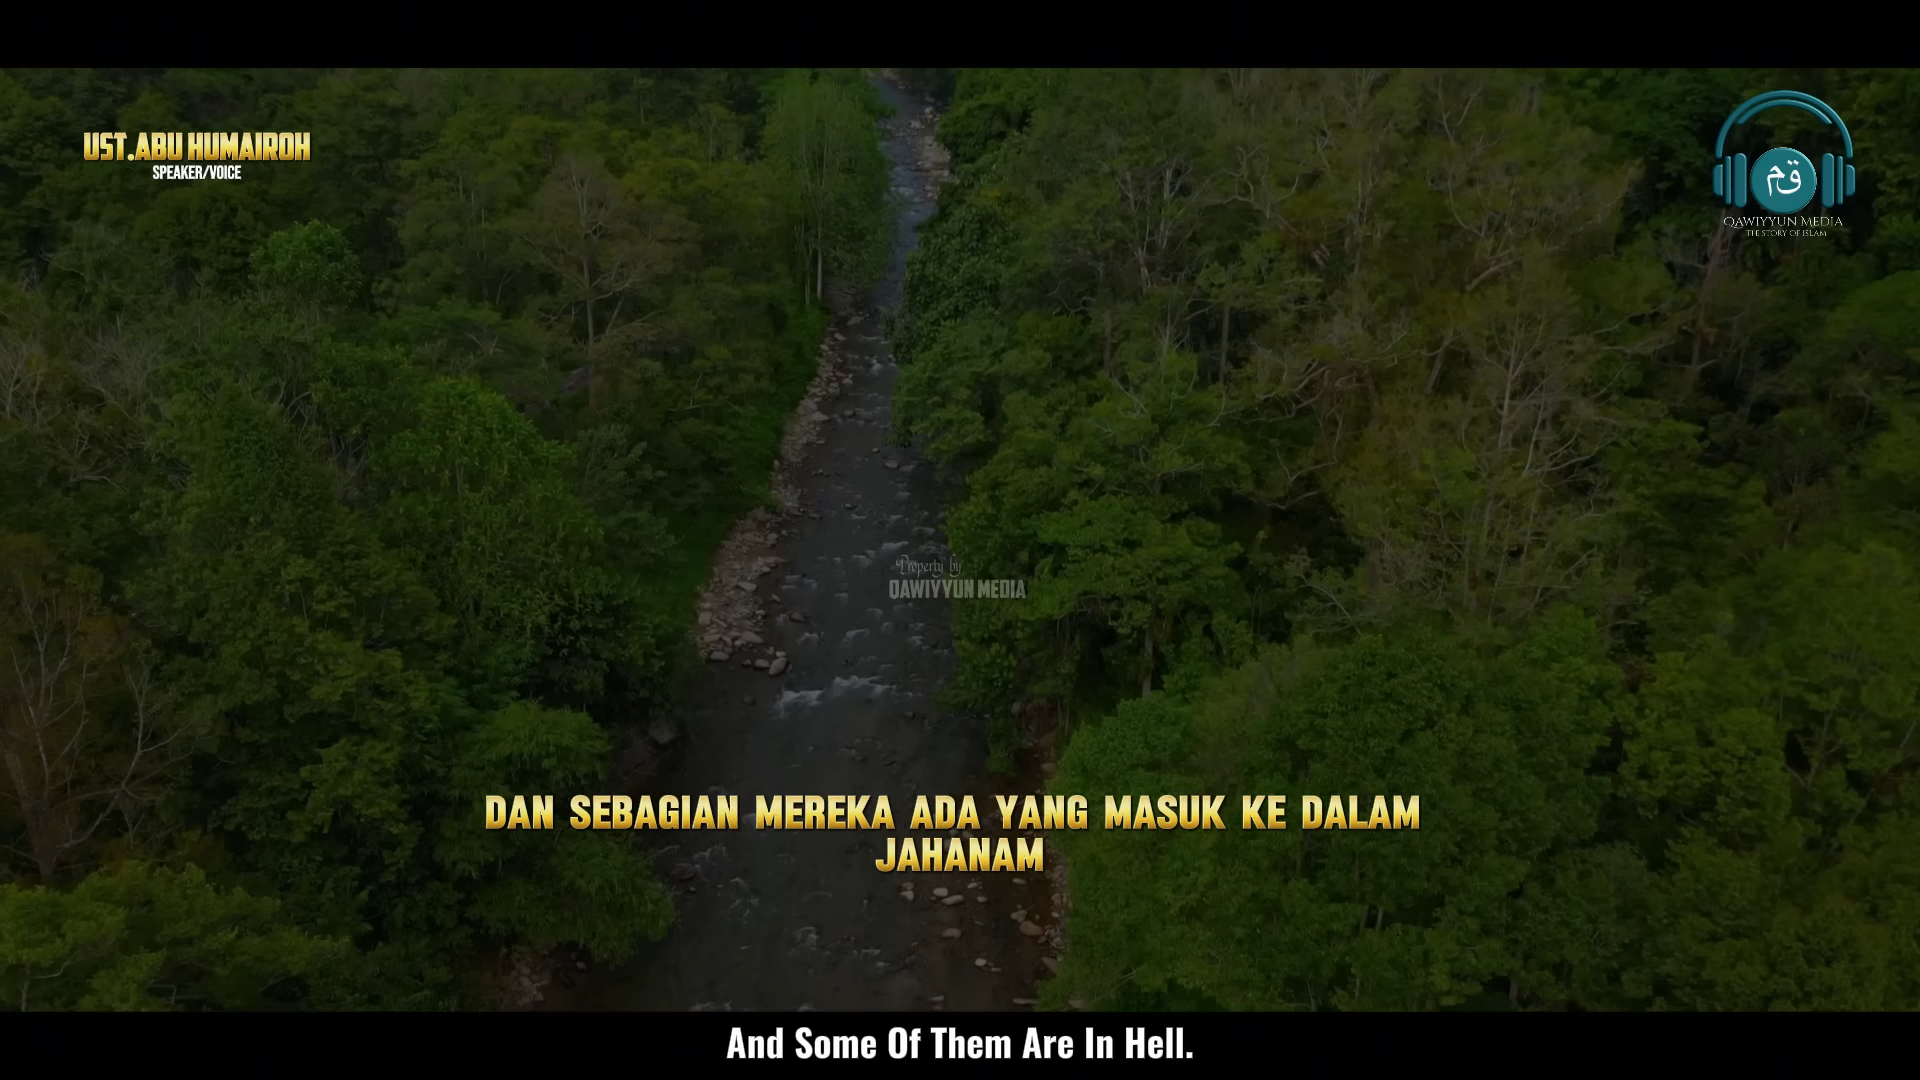 UST.ABU HUMAIROH
SPEAKER/VOICE
قم
QAWIYYUN MEDIA
THE STORY OF ISLAM
Property by
QAWIYYUN MEDIA
DAN SEBAGIAN MEREKA ADA YANG MASUK KE DALAM
JAHANAM
And Some Of Them Are In Hell.